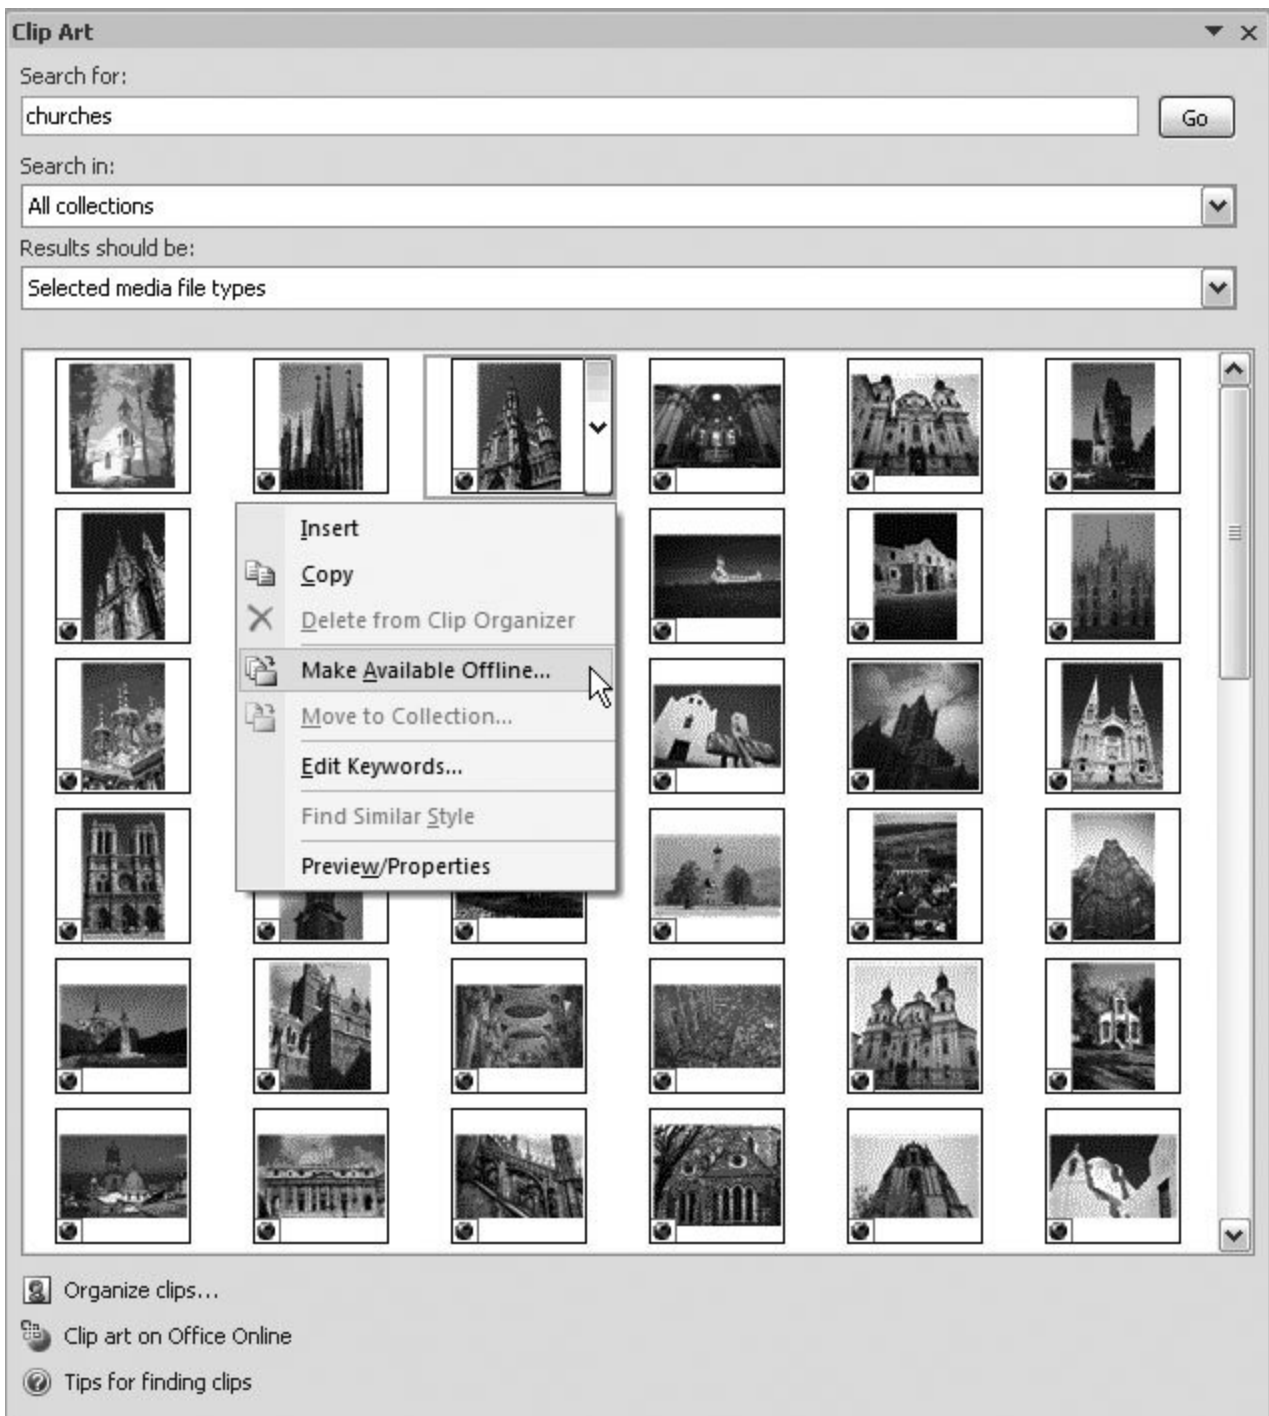 Clip Art
Search for:
churches
Go
Search in:
All collections
Results should be:
Selected media file types
Insert
Copy
Delete from Clip Organizer
Make Available Offline...
Move to Collection...
Edit Keywords...
Find Similar Style
Preview/Properties
Organize clips...
Clip art on Office Online
Tips for finding clips